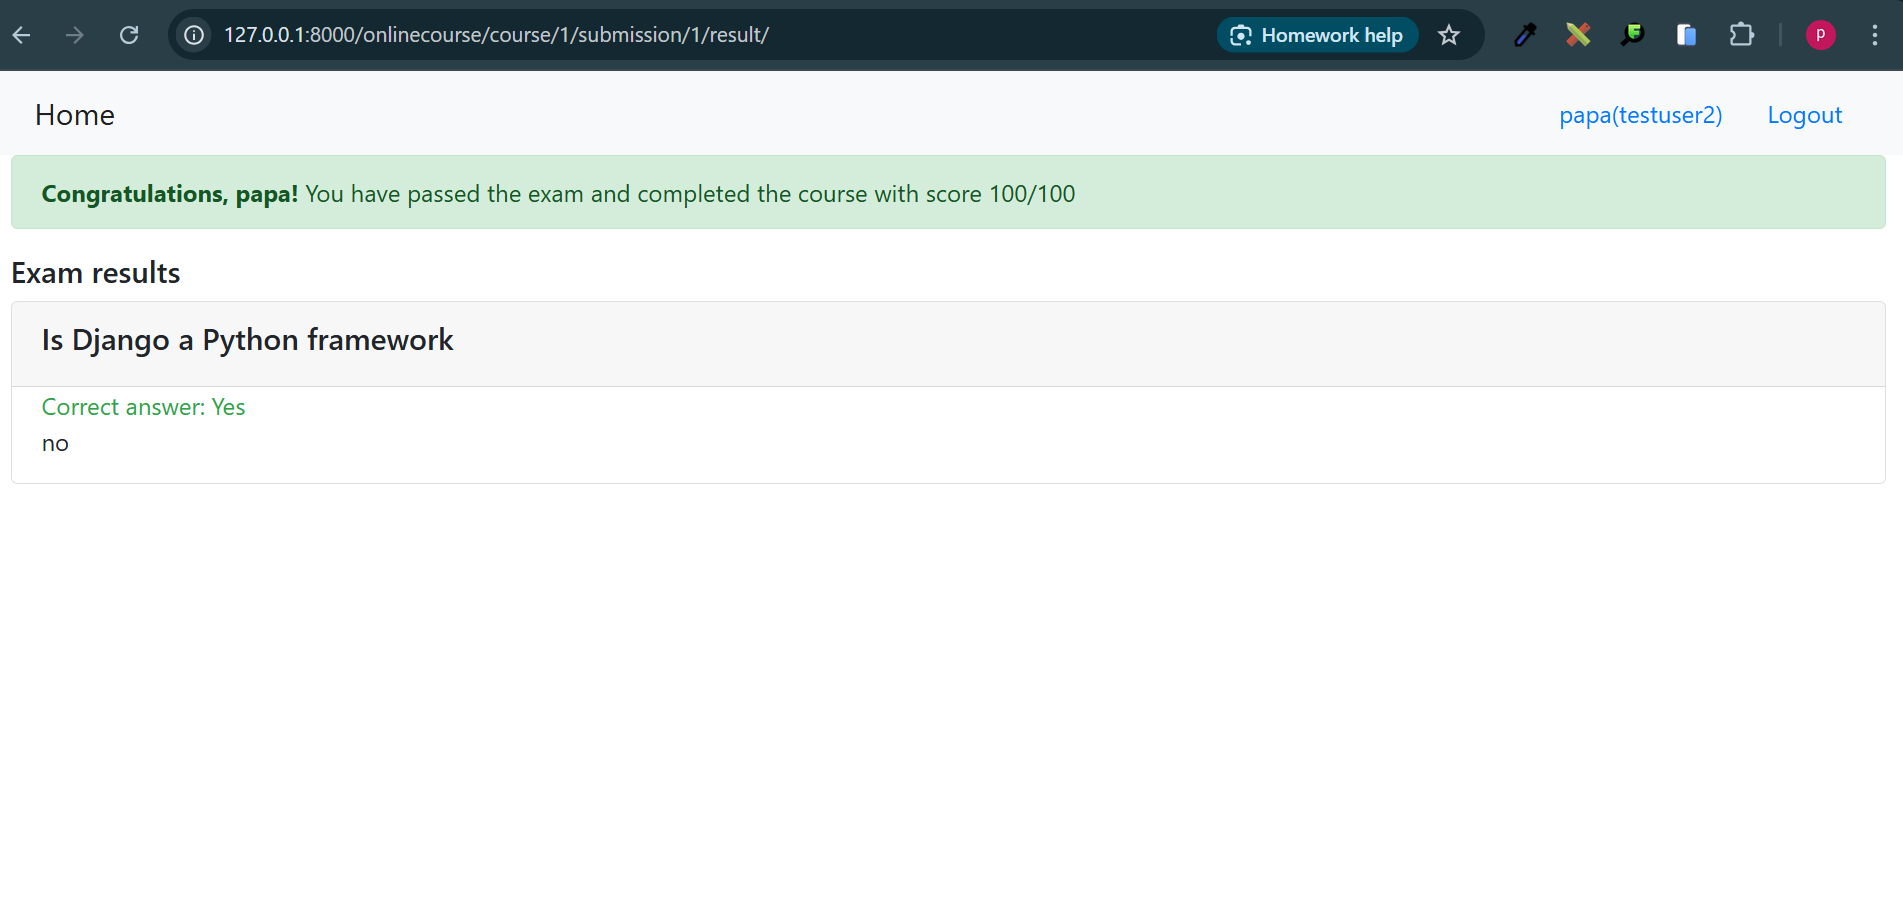 127.0.0.1:8000/onlinecourse/course/1/submission/1/result/ Homework help P
Home papa(testuser2) Logout
Congratulations, papa! You have passed the exam and completed the course with score 100/100
Exam results
Is Django a Python framework
Correct answer: Yes
no